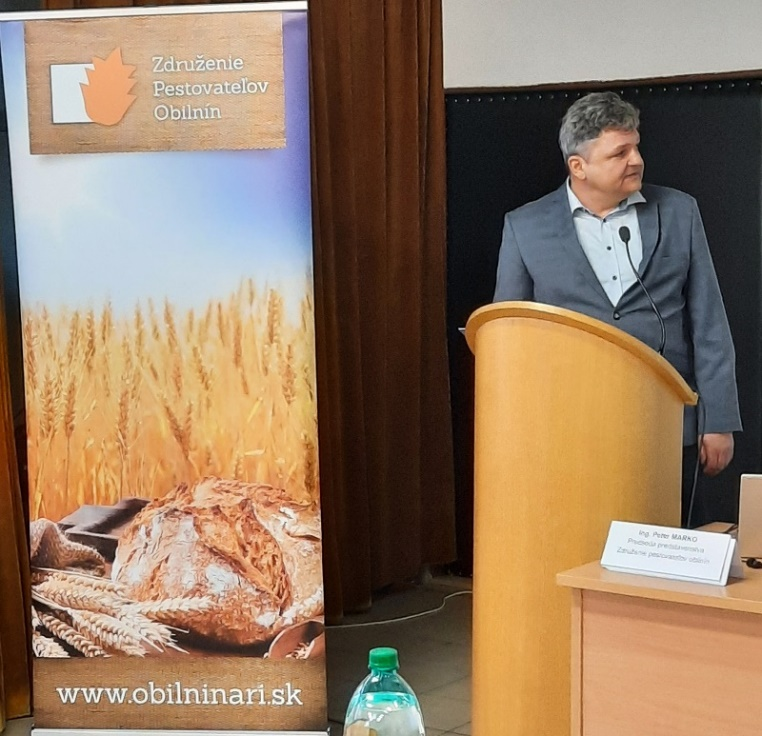 Združenie
Pestovateľov
Obilnín
www.obilninari.sk
Ing. Peter MARKO
Predseda predstavenstva
Združenie pestovateľov obilnín